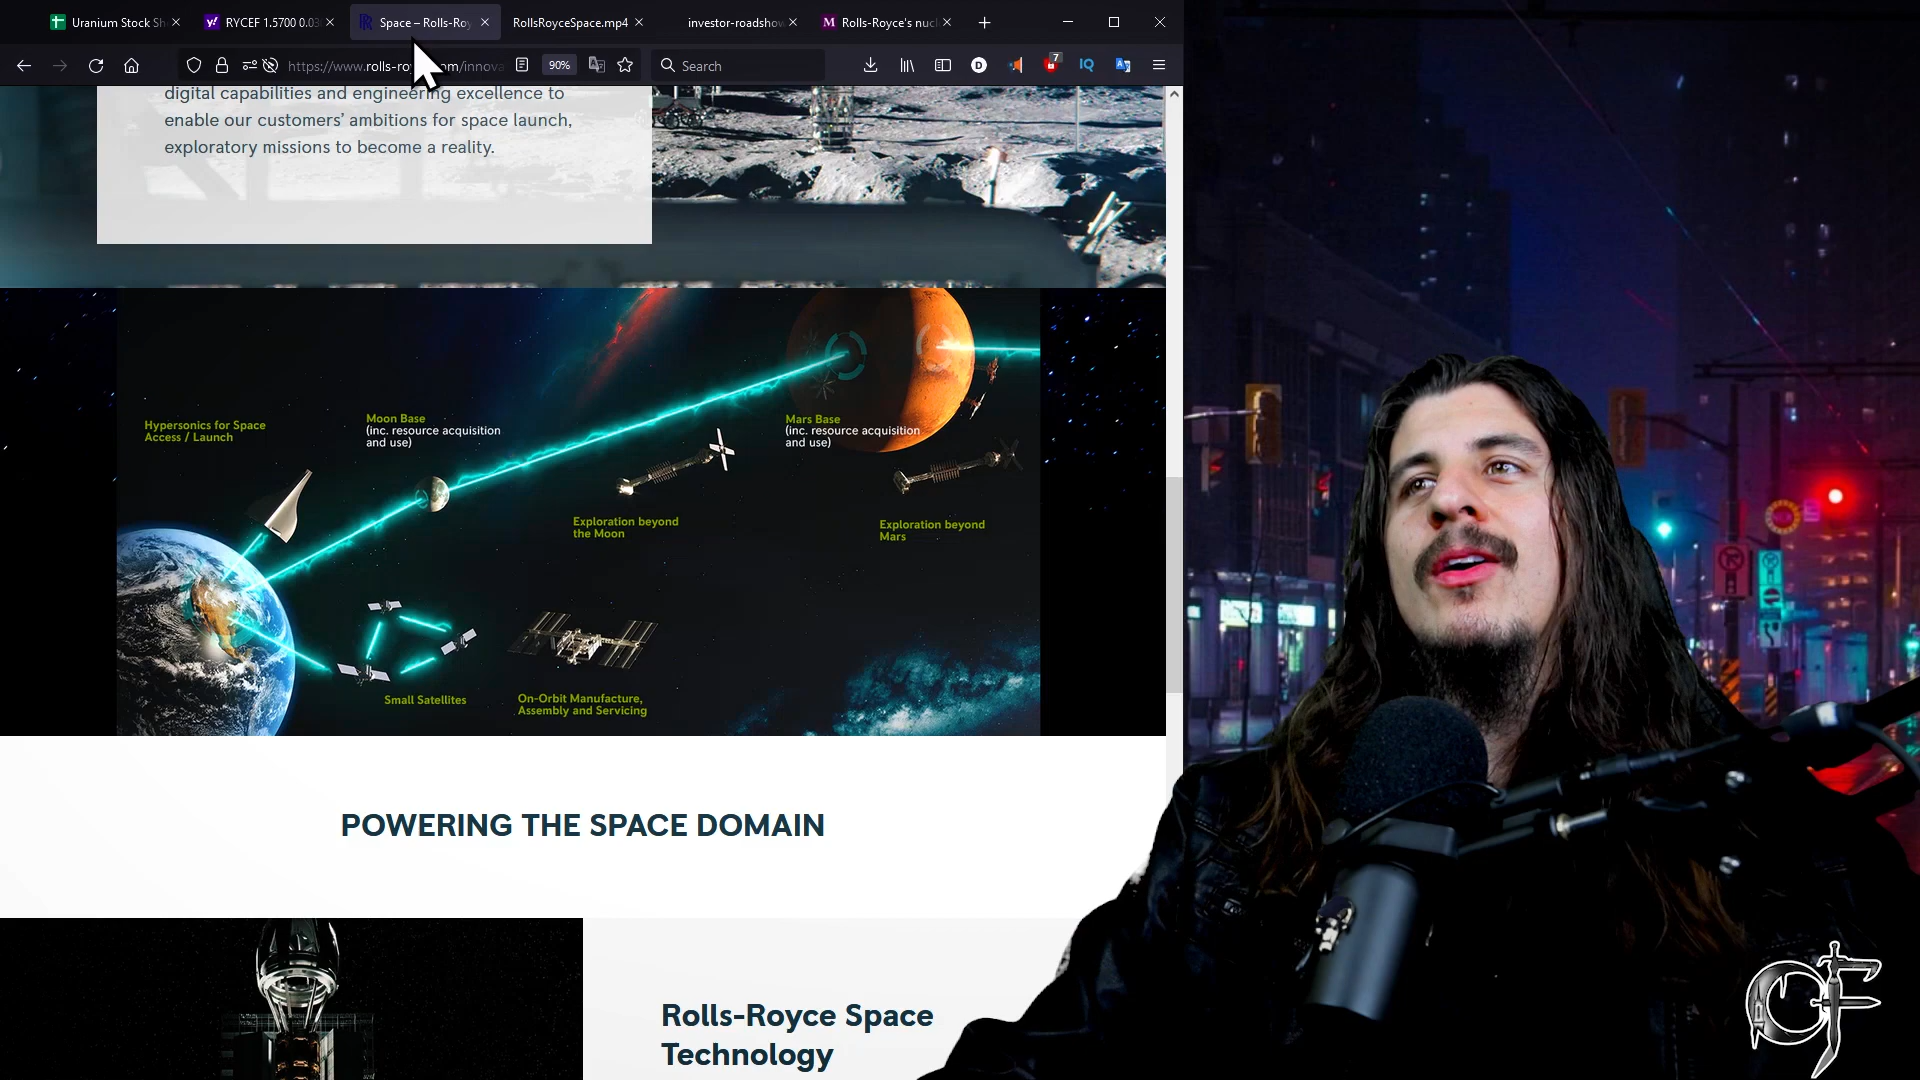 Uranium Stock Sh
RYCEF 1.5700 0.03
Space – Rolls-Roy
RollsRoyceSpace.mp4
investor-roadshow
Rolls-Royce's nucl
https://www.rolls-ro
om/innova
90%
Search
7
IQ
digital capabilities and engineering excellence to
enable our customers' ambitions for space launch,
exploratory missions to become a reality.
Hypersonics for Space
Access / Launch
Moon Base
(inc. resource acquisition
and use)
Mars Base
(inc. resource acquisition
and use)
Exploration beyond
the Moon
Exploration beyond
Mars
Small Satellites
On-Orbit Manufacture,
Assembly and Servicing
POWERING THE SPACE DOMAIN
Rolls-Royce Space
Technology